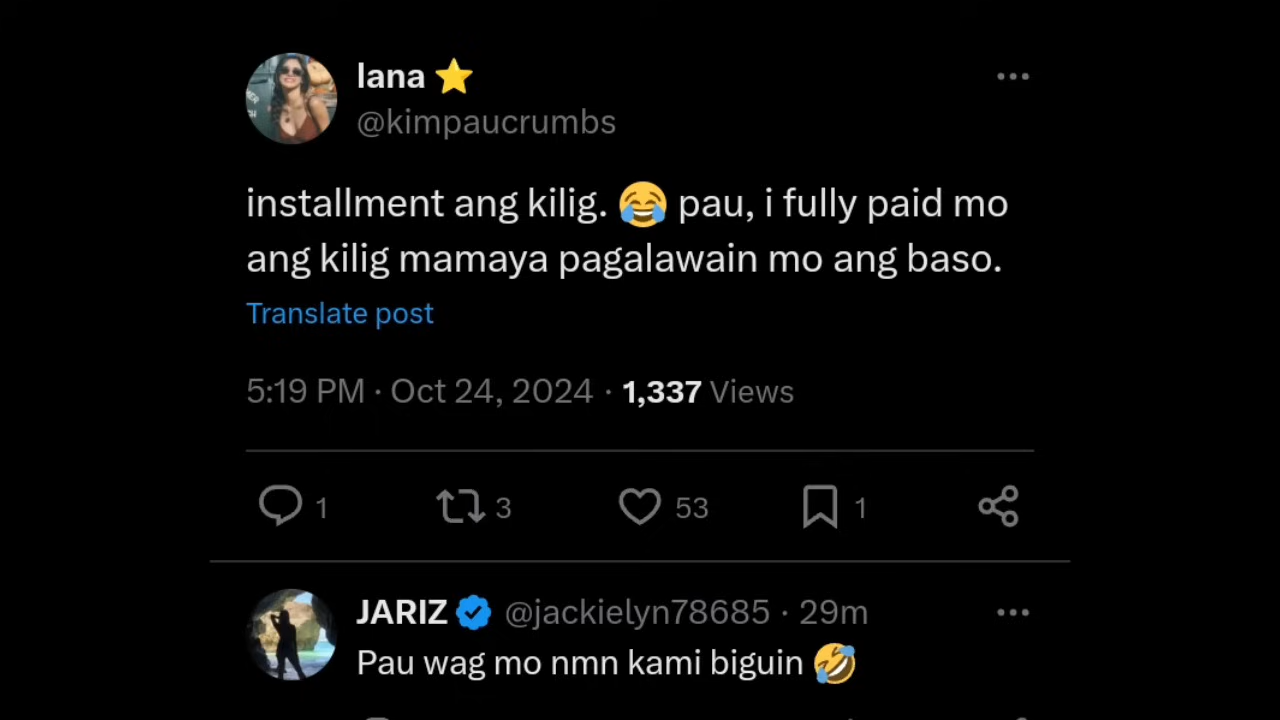 lana ⭐
@kimpaucrumbs
installment ang kilig. 😂 pau, i fully paid mo
ang kilig mamaya pagalawain mo ang baso.
Translate post
5:19 PM · Oct 24, 2024 · 1,337 Views
1 3 53 1
JARIZ @jackielyn78685 · 29m
Pau wag mo nmn kami biguin 🤣